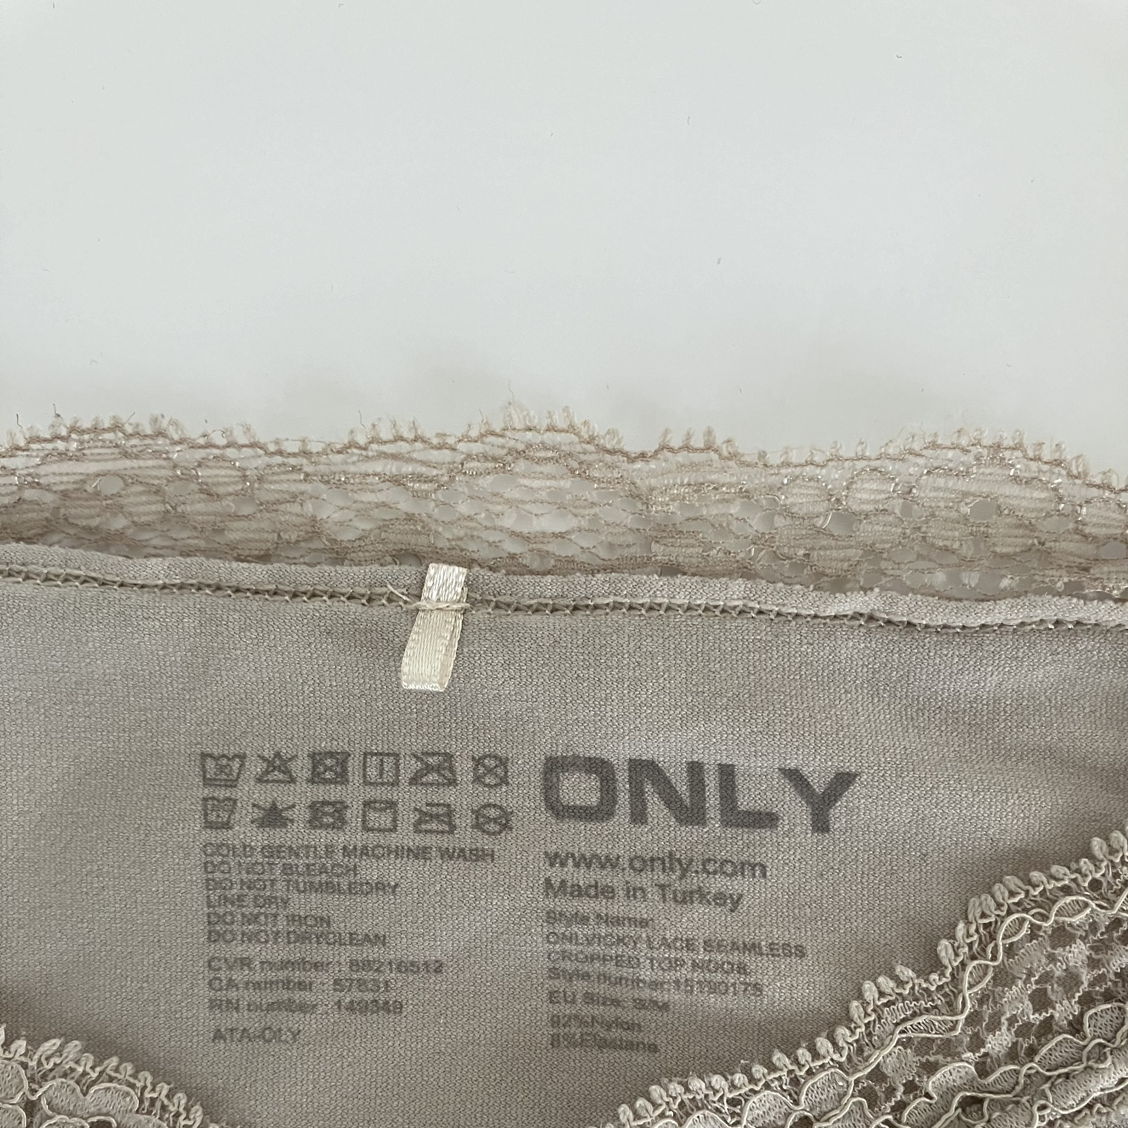 COLD GENTLE MACHINE WASH
DO NOT BLEACH
DO NOT TUMBLEDRY
LINE DRY
DO NOT IRON
DO NOT DRYCLEAN
CVR number : 88216512
CA number : 57831
RN number : 149349
ATA-OLY
ONLY
www.only.com
Made in Turkey
Style Name:
ONLVICKY LACE SEAMLESS
CROPPED TOP NOOS
Style number:15190175
EU Size: S/M
92%Nylon
8%Elastane